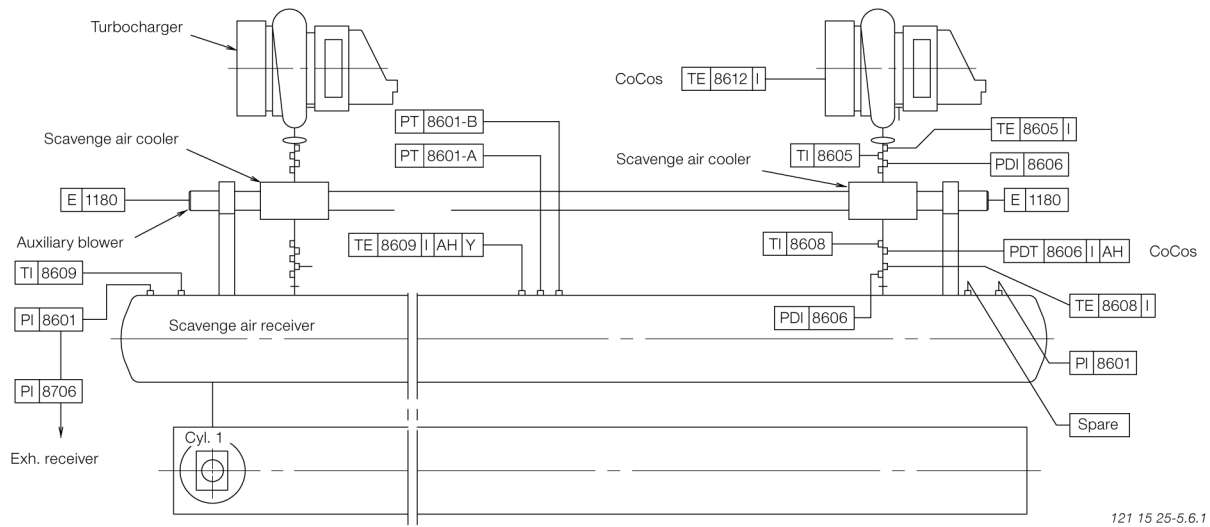 Turbocharger
CoCos TE 8612 I
PT 8601-B
TE 8605 I
Scavenge air cooler
PT 8601-A
Scavenge air cooler
TI 8605
PDI 8606
E 1180
E 1180
Auxiliary blower
TE 8609 I AH Y
TI 8608
PDT 8606 I AH CoCos
TI 8609
TE 8608 I
PI 8601
Scavenge air receiver
PDI 8606
PI 8601
PI 8706
Spare
Cyl. 1
Exh. receiver
121 15 25-5.6.1